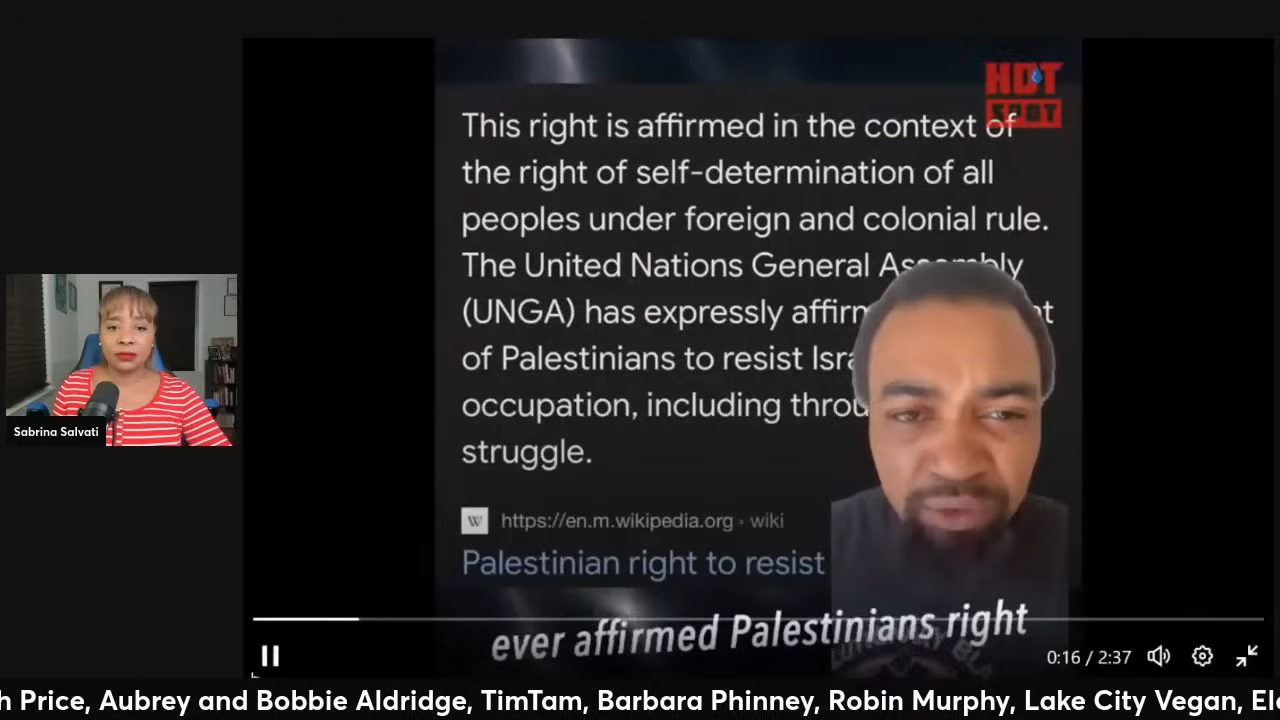 HOT
SPOT
This right is affirmed in the context of
the right of self-determination of all
peoples under foreign and colonial rule.
The United Nations General Assembly
(UNGA) has expressly
of Palestinians to resist
occupation, including
struggle.
W https://en.m.wikipedia.org › wiki
Palestinian right to resist
ever affirmed Palestinians right
0:16 / 2:37
Sabrina Salvati
Price, Aubrey and Bobbie Aldridge, TimTam, Barbara Phinney, Robin Murphy, Lake City Vegan,